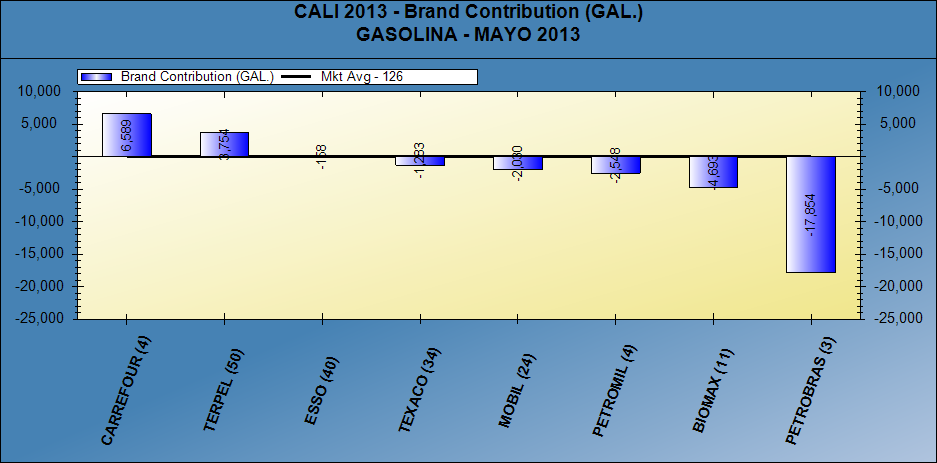 CALI 2013 - Brand Contribution (GAL.)
GASOLINA - MAYO 2013
Brand Contribution (GAL.)
Mkt Avg - 126
10,000
5,000
-5,000
-10,000
-15,000
-20,000
-25,000
10,000
5,000
-5,000
-10,000
-15,000
-20,000
-25,000
6,589
3,754
-158
-1,283
-2,030
-2,548
-4,693
-17,854
CARREFOUR (4)
TERPEL (50)
ESSO (40)
TEXACO (34)
MOBIL (24)
PETROMIL (4)
BIOMAX (11)
PETROBRAS (3)